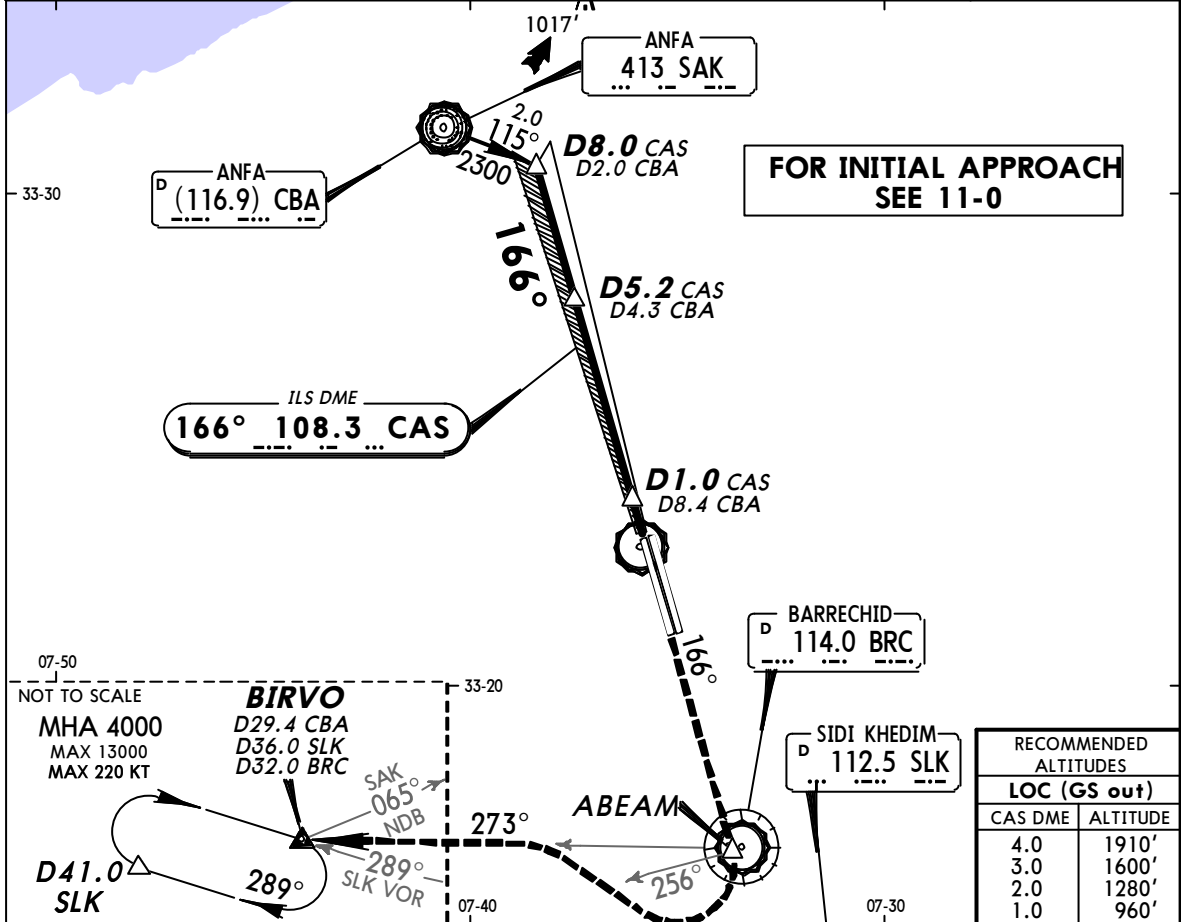 1017'
ANFA
413 SAK
2.0
115°
2300
D8.0 CAS
D2.0 CBA
FOR INITIAL APPROACH
SEE 11-0
ANFA
D (116.9) CBA
33-30
166°
D5.2 CAS
D4.3 CBA
ILS DME
166° 108.3 CAS
D1.0 CAS
D8.4 CBA
BARRECHID
D 114.0 BRC
166°
07-50
33-20
NOT TO SCALE
MHA 4000
MAX 13000
MAX 220 KT
BIRVO
D29.4 CBA
D36.0 SLK
D32.0 BRC
SIDI KHEDIM
D 112.5 SLK
SAK
065°
NDB
273°
ABEAM
289°
SLK VOR
256°
D41.0
SLK
289°
07-40
07-30
RECOMMENDED
ALTITUDES
LOC (GS out)
CAS DME ALTITUDE
4.0 1910'
3.0 1600'
2.0 1280'
1.0 960'